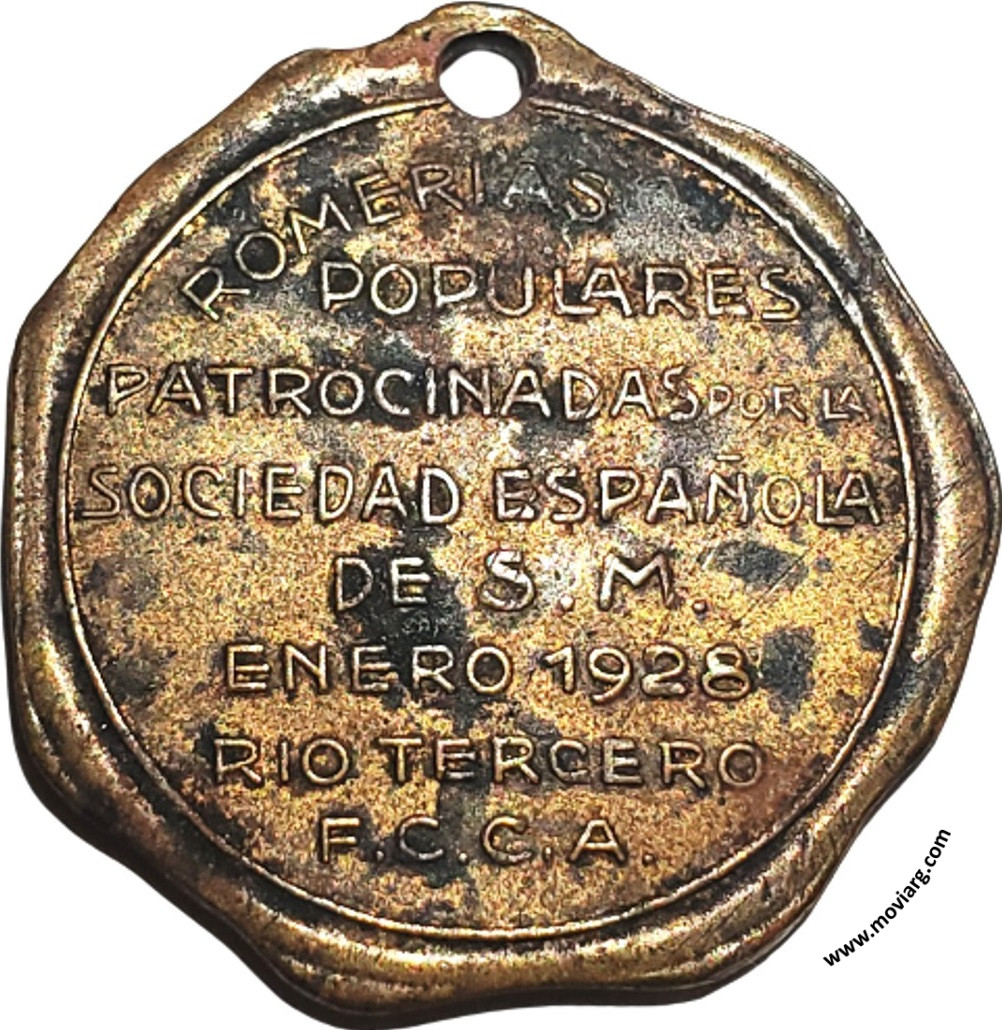 ROMERIAS
POPULARES
PATROCINADAS POR LA
SOCIEDAD ESPAÑOLA
DE S. M.
ENERO 1928
RIO TERCERO
F.C.C.A.
www.moviarg.com